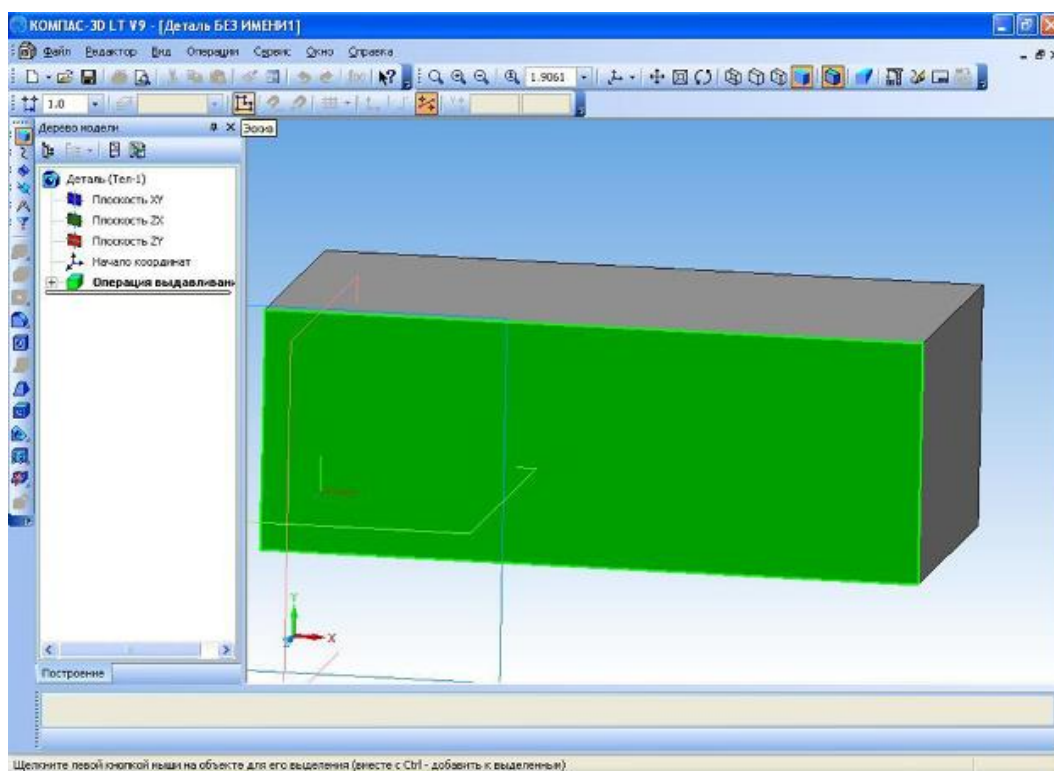 КОМПАС-3D LT V9 - [Деталь БЕЗ ИМЕНИ1]
Файл Редактор Вид Операции Сервис Окно Справка
1.9061
1.0
Дерево модели
Эскиз
Деталь (Тел-1)
Плоскость XY
Плоскость ZX
Плоскость ZY
Начало координат
Операция выдавливани
Y
X
Z
Построение
Щелкните левой кнопкой мыши на объекте для его выделения (вместе с Ctrl - добавить к выделенным)